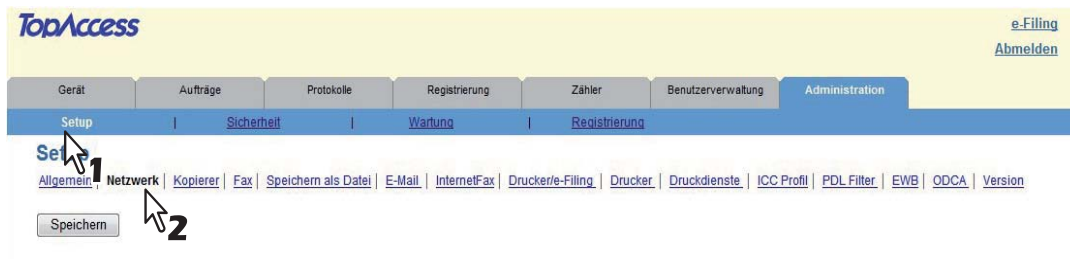 TopAccess
e-Filing
Abmelden
Gerät Aufträge Protokolle Registrierung Zähler Benutzerverwaltung Administration
Setup | Sicherheit | Wartung | Registrierung
Setup
1
Allgemein | Netzwerk | Kopierer | Fax | Speichern als Datei | E-Mail | InternetFax | Drucker/e-Filing | Drucker | Druckdienste | ICC Profil | PDL Filter | EWB | ODCA | Version
Speichern
2